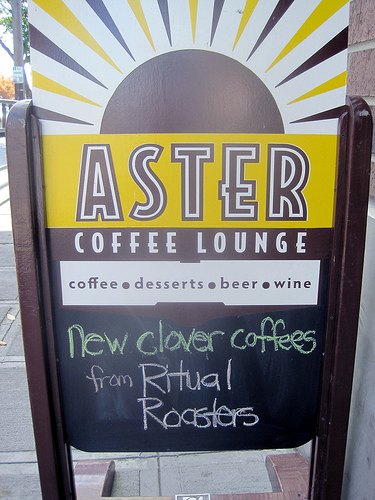 ASTER
COFFEE LOUNGE
coffee • desserts • beer • wine
new clover coffees
from Ritual
Roasters